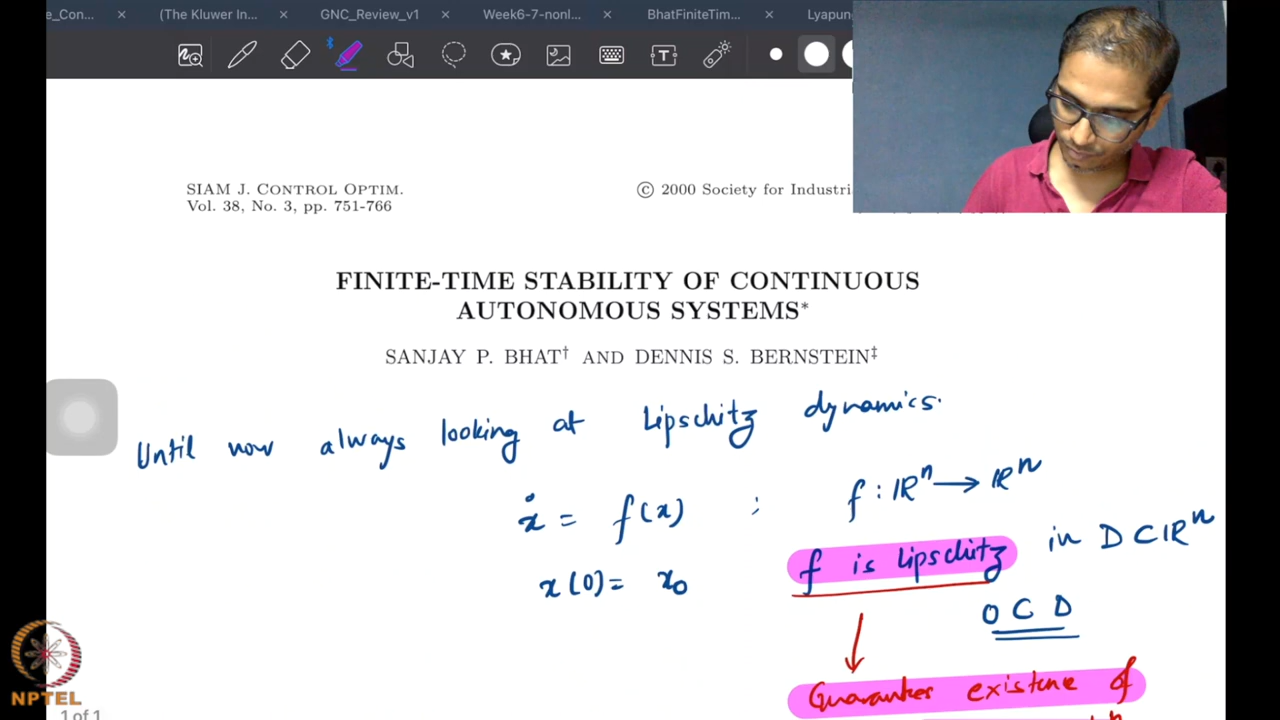 e_Con... × (The Kluwer In... × GNC_Review_v1 × Week6-7-nonl... × BhatFiniteTim... × Lyapun
SIAM J. CONTROL OPTIM. © 2000 Society for Industri
Vol. 38, No. 3, pp. 751-766
FINITE-TIME STABILITY OF CONTINUOUS
AUTONOMOUS SYSTEMS*
SANJAY P. BHAT† AND DENNIS S. BERNSTEIN‡
Until now always looking at Lipschitz dynamics.
ẋ = f(x) ; f : ℝⁿ → ℝⁿ
f is Lipschitz in D ⊂ ℝⁿ
x(0) = x₀
0 ⊂ D
Guarantees existence of
NPTEL
1 of 1